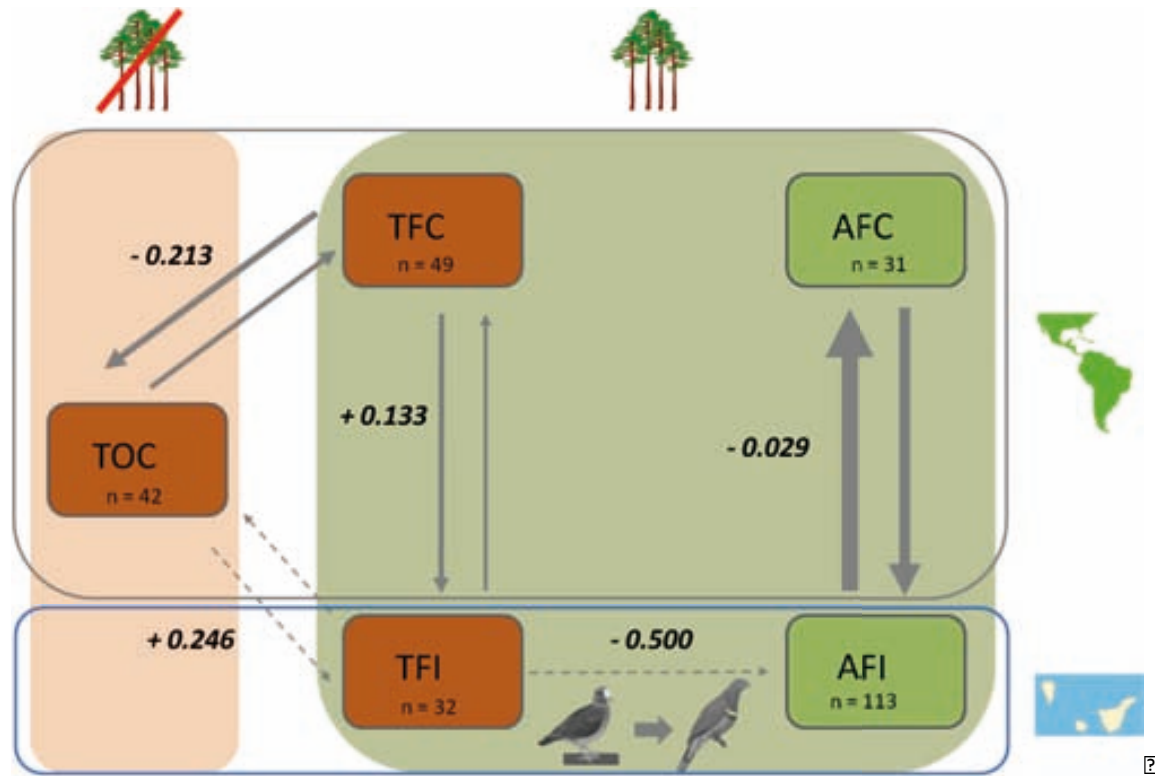 TFC
n = 49
AFC
n = 31
- 0.213
+ 0.133
- 0.029
TOC
n = 42
+ 0.246
- 0.500
TFI
n = 32
AFI
n = 113
?